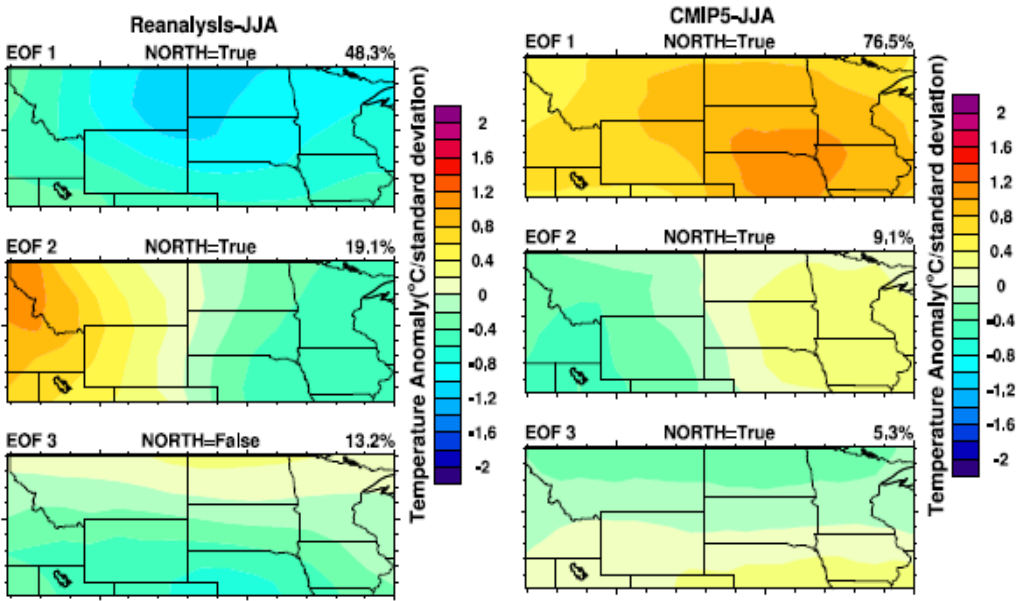 Reanalysis-JJA
EOF 1 NORTH=True 48,3%
EOF 2 NORTH=True 19.1%
EOF 3 NORTH=False 13.2%
2
1.6
1.2
0.8
0.4
0
-0.4
-0.8
-1.2
-1.6
-2
Temperature Anomaly(°C/standard deviation)
CMIP5-JJA
EOF 1 NORTH=True 76,5%
EOF 2 NORTH=True 9,1%
EOF 3 NORTH=True 5,3%
2
1.6
1.2
0.8
0.4
0
-0.4
-0.8
-1.2
-1.6
-2
Temperature Anomaly(°C/standard deviation)